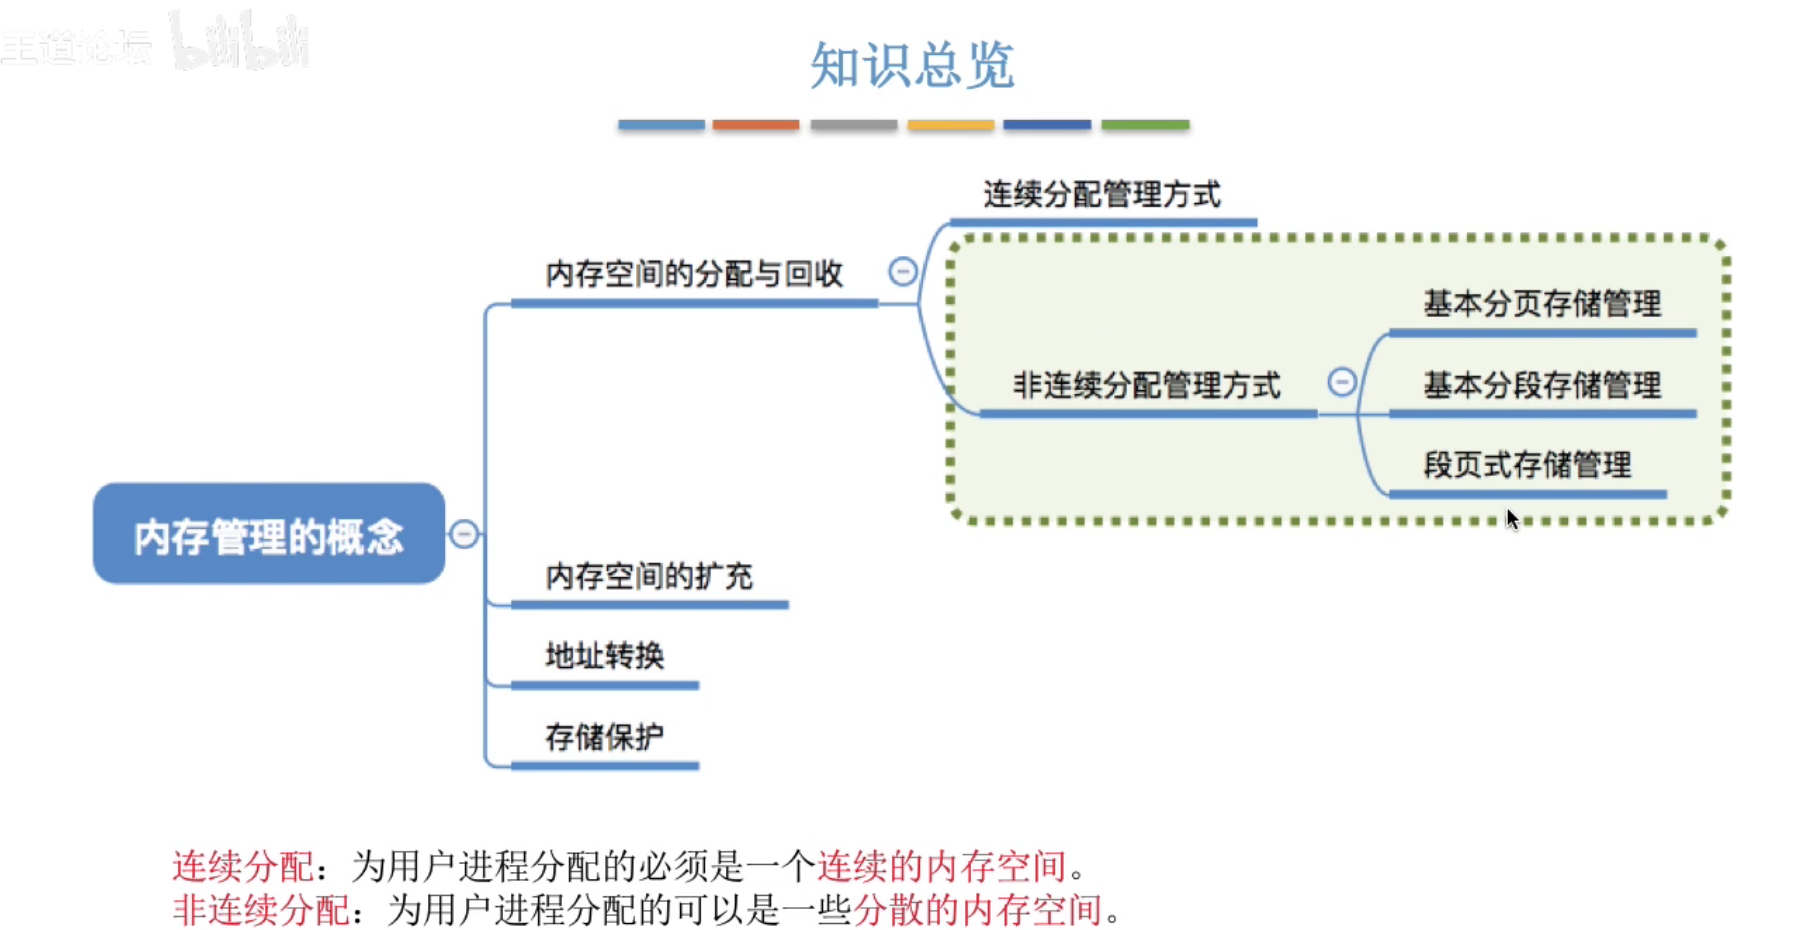 王道论坛 bilibili
知识总览
连续分配管理方式
内存空间的分配与回收
基本分页存储管理
非连续分配管理方式
基本分段存储管理
段页式存储管理
内存管理的概念
内存空间的扩充
地址转换
存储保护
连续分配：为用户进程分配的必须是一个连续的内存空间。
非连续分配：为用户进程分配的可以是一些分散的内存空间。